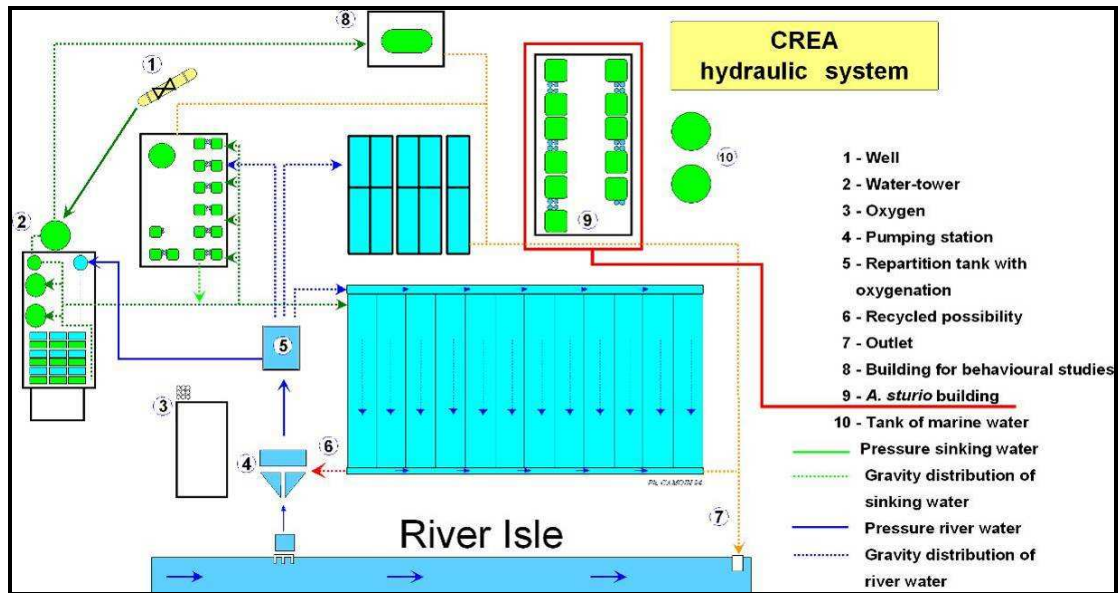 CREA
hydraulic system
8
1
2
9
10
5
3
4
6
7
River Isle
1 - Well
2 - Water-tower
3 - Oxygen
4 - Pumping station
5 - Repartition tank with
oxygenation
6 - Recycled possibility
7 - Outlet
8 - Building for behavioural studies
9 - A. sturio building
10 - Tank of marine water
Pressure sinking water
Gravity distribution of
sinking water
Pressure river water
Gravity distribution of
river water